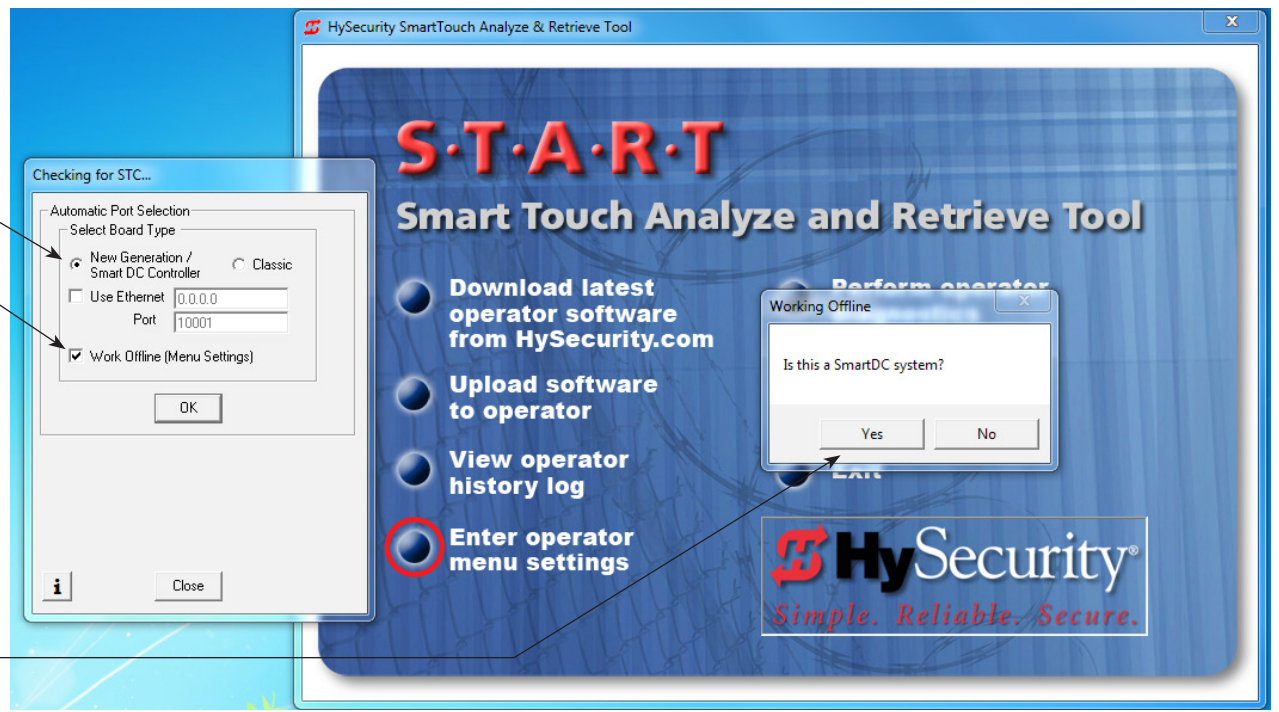 HySecurity SmartTouch Analyze & Retrieve Tool
X
S·T·A·R·T
Smart Touch Analyze and Retrieve Tool
Checking for STC...
Automatic Port Selection
Select Board Type
New Generation /
Smart DC Controller
Classic
Use Ethernet
0.0.0.0
Port
10001
Work Offline (Menu Settings)
OK
i
Close
Download latest
operator software
from HySecurity.com
Upload software
to operator
View operator
history log
Enter operator
menu settings
Perform operator
Working Offline
X
Is this a SmartDC system?
Yes
No
Exit
HySecurity®
Simple. Reliable. Secure.